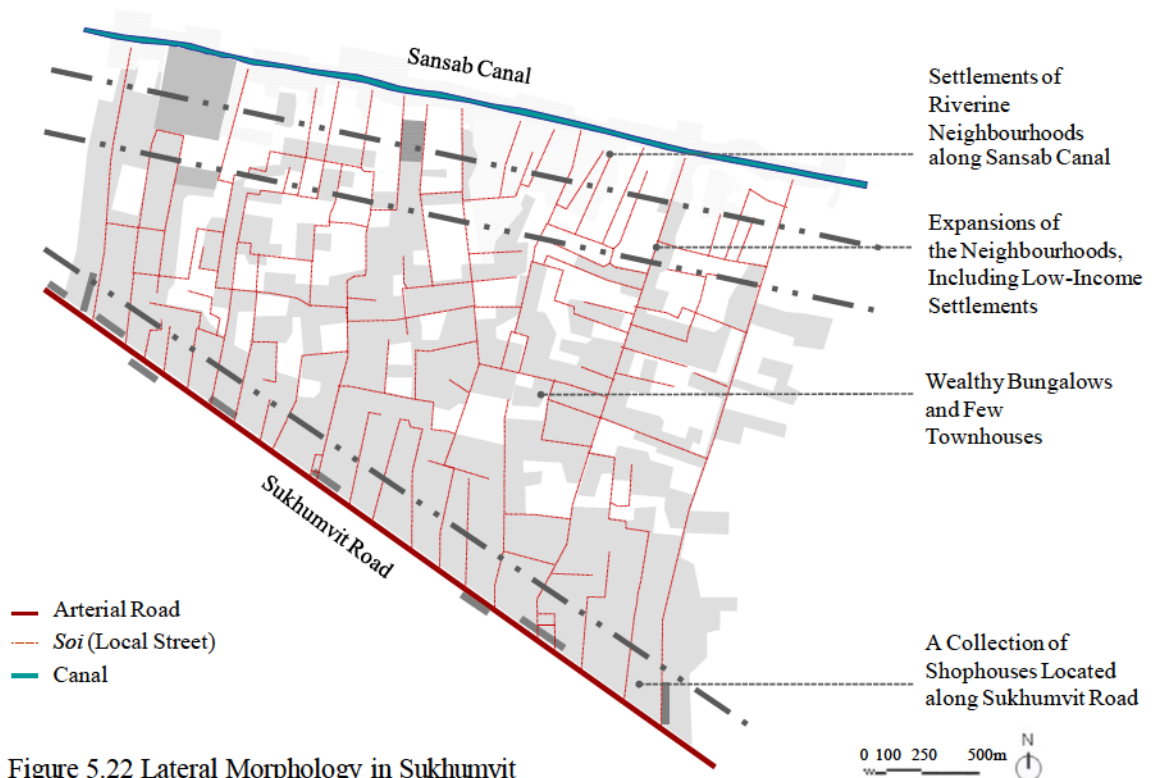 Sansab Canal
Settlements of
Riverine
Neighbourhoods
along Sansab Canal
Expansions of
the Neighbourhoods,
Including Low-Income
Settlements
Wealthy Bungalows
and Few
Townhouses
Sukhumvit Road
Arterial Road
Soi (Local Street)
Canal
A Collection of
Shophouses Located
along Sukhumvit Road
0 100 250 500m
N
Figure 5.22 Lateral Morphology in Sukhumvit